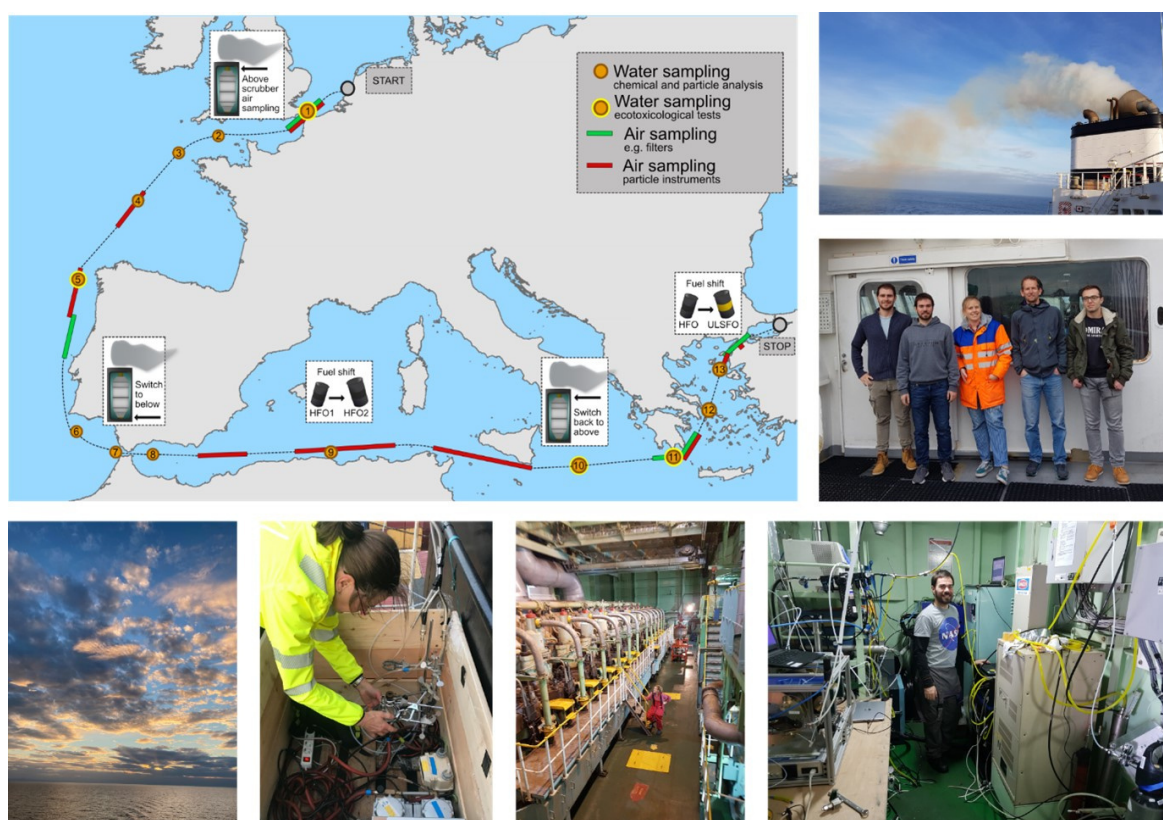 START
Above
scrubber
air
sampling
1
2
3
4
5
6
7
8
9
10
11
12
13
Water sampling
chemical and particle analysis
Water sampling
ecotoxicological tests
Air sampling
e.g. filters
Air sampling
particle instruments
Switch
to
below
Fuel shift
HFO1
HFO2
Switch
back to
above
Fuel shift
HFO
ULSFO
STOP
NASA